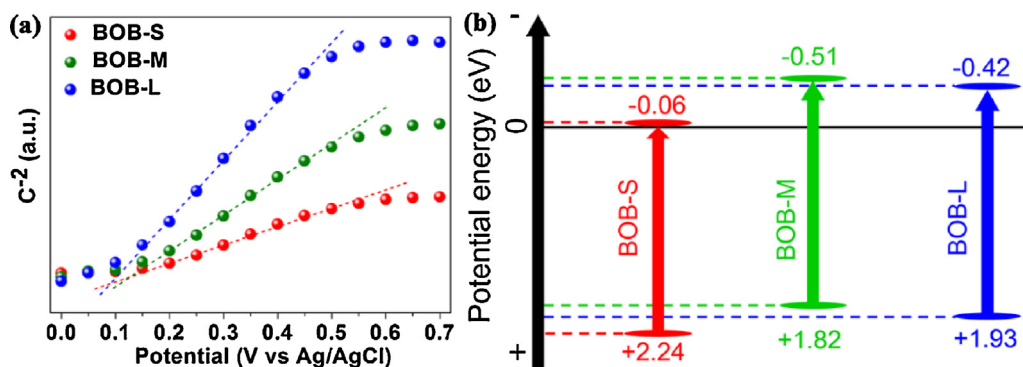 (a)
BOB-S
BOB-M
BOB-L
C-2 (a.u.)
0.0 0.1 0.2 0.3 0.4 0.5 0.6 0.7
Potential (V vs Ag/AgCl)
(b)
Potential energy (eV)
-
0
+
-0.06
-0.51
-0.42
BOB-S
BOB-M
BOB-L
+2.24
+1.82
+1.93